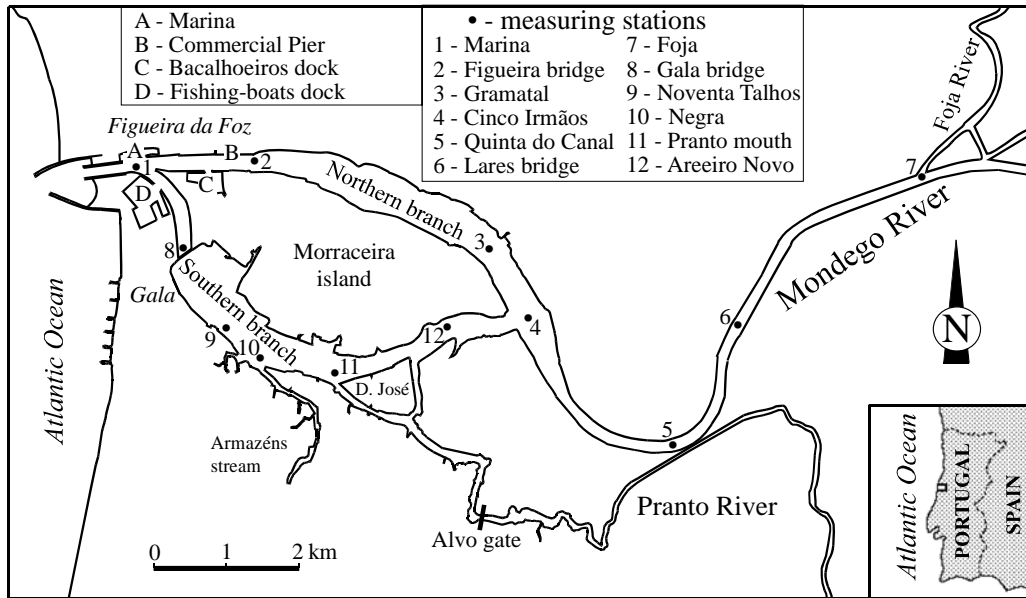 A - Marina
B - Commercial Pier
C - Bacalhoeiros dock
D - Fishing-boats dock
• - measuring stations
1 - Marina
2 - Figueira bridge
3 - Gramatal
4 - Cinco Irmãos
5 - Quinta do Canal
6 - Lares bridge
7 - Foja
8 - Gala bridge
9 - Noventa Talhos
10 - Negra
11 - Pranto mouth
12 - Areeiro Novo
Foja River
Figueira da Foz
A
1
B
2
C
D
7
Northern branch
Mondego River
3
8
Morraceira
island
Gala
Southern branch
Atlantic Ocean
9
10
11
12
4
6
N
D. José
5
Armazéns
stream
Pranto River
Alvo gate
0 1 2 km
Atlantic Ocean
PORTUGAL
SPAIN